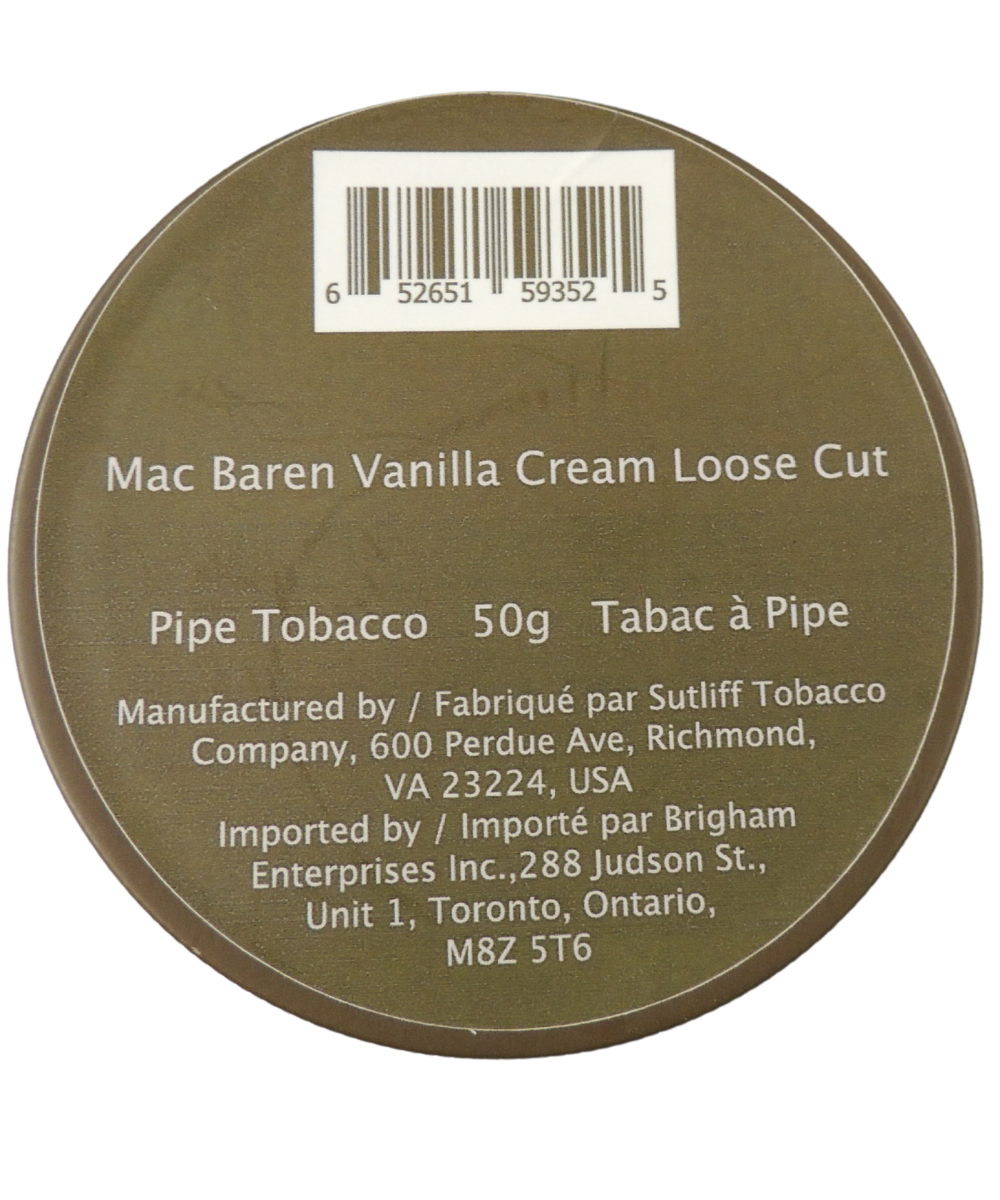 6 52651 59352 5
Mac Baren Vanilla Cream Loose Cut
Pipe Tobacco 50g Tabac à Pipe
Manufactured by / Fabriqué par Sutliff Tobacco
Company, 600 Perdue Ave, Richmond,
VA 23224, USA
Imported by / Importé par Brigham
Enterprises Inc.,288 Judson St.,
Unit 1, Toronto, Ontario,
M8Z 5T6